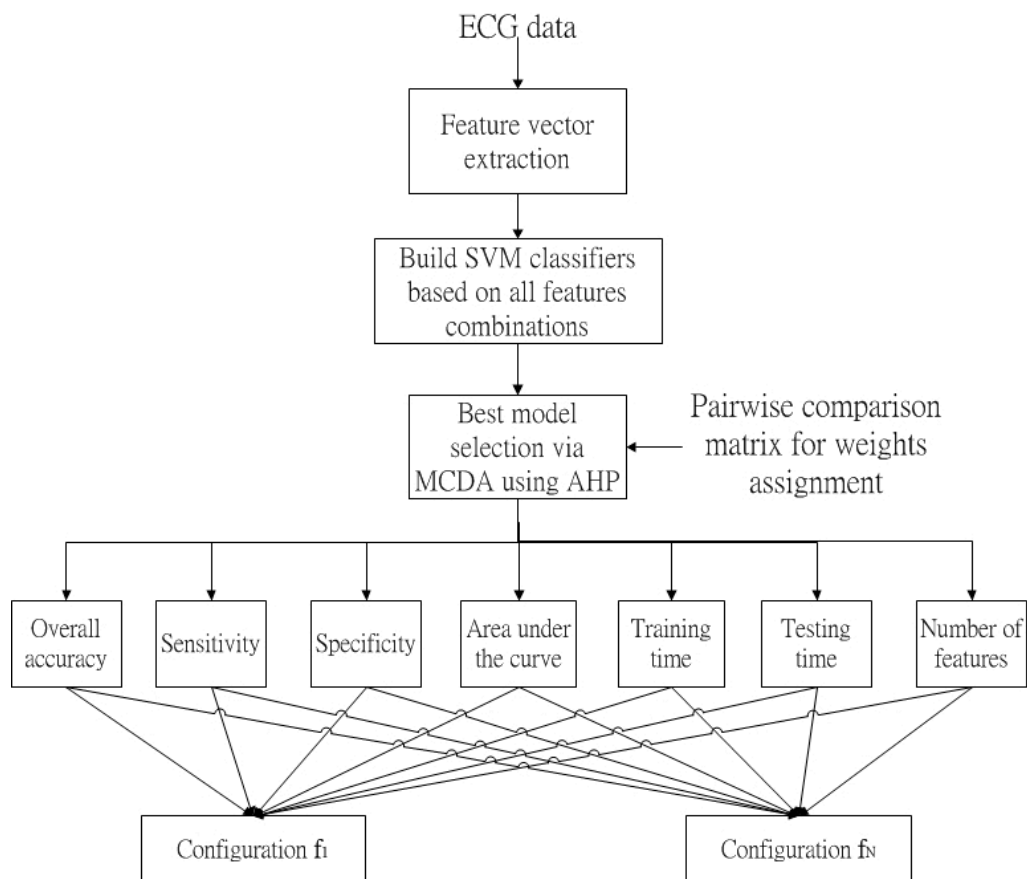 ECG data
Feature vector
extraction
Build SVM classifiers
based on all features
combinations
Best model
selection via
MCDA using AHP
Pairwise comparison
matrix for weights
assignment
Overall
accuracy
Sensitivity
Specificity
Area under
the curve
Training
time
Testing
time
Number of
features
Configuration f1
Configuration fN